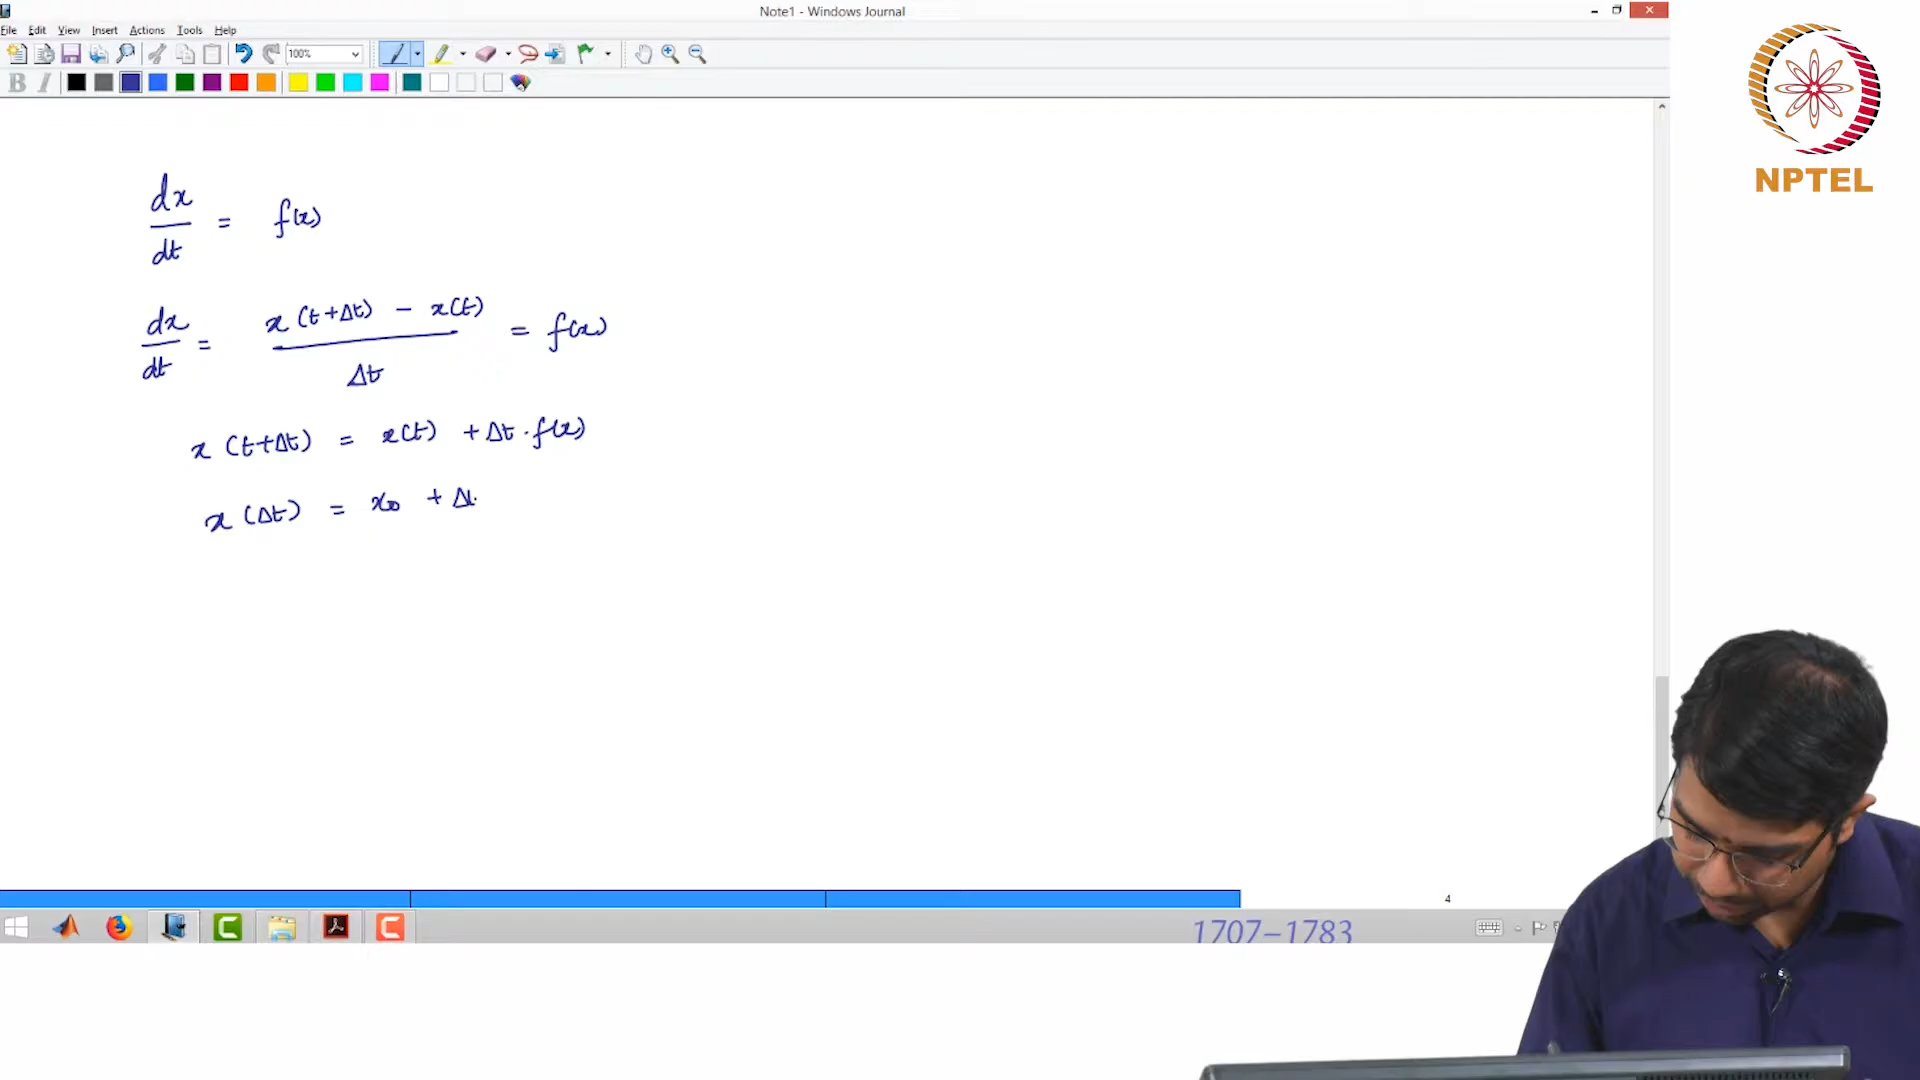 Note1 - Windows Journal
File Edit View Insert Actions Tools Help
100%
B I
NPTEL
dx/dt = f(x)
dx/dt = (x(t+Δt) - x(t))/Δt = f(x)
x(t+Δt) = x(t) + Δt · f(x)
x(Δt) = x₀ + Δt
4
1707–1783